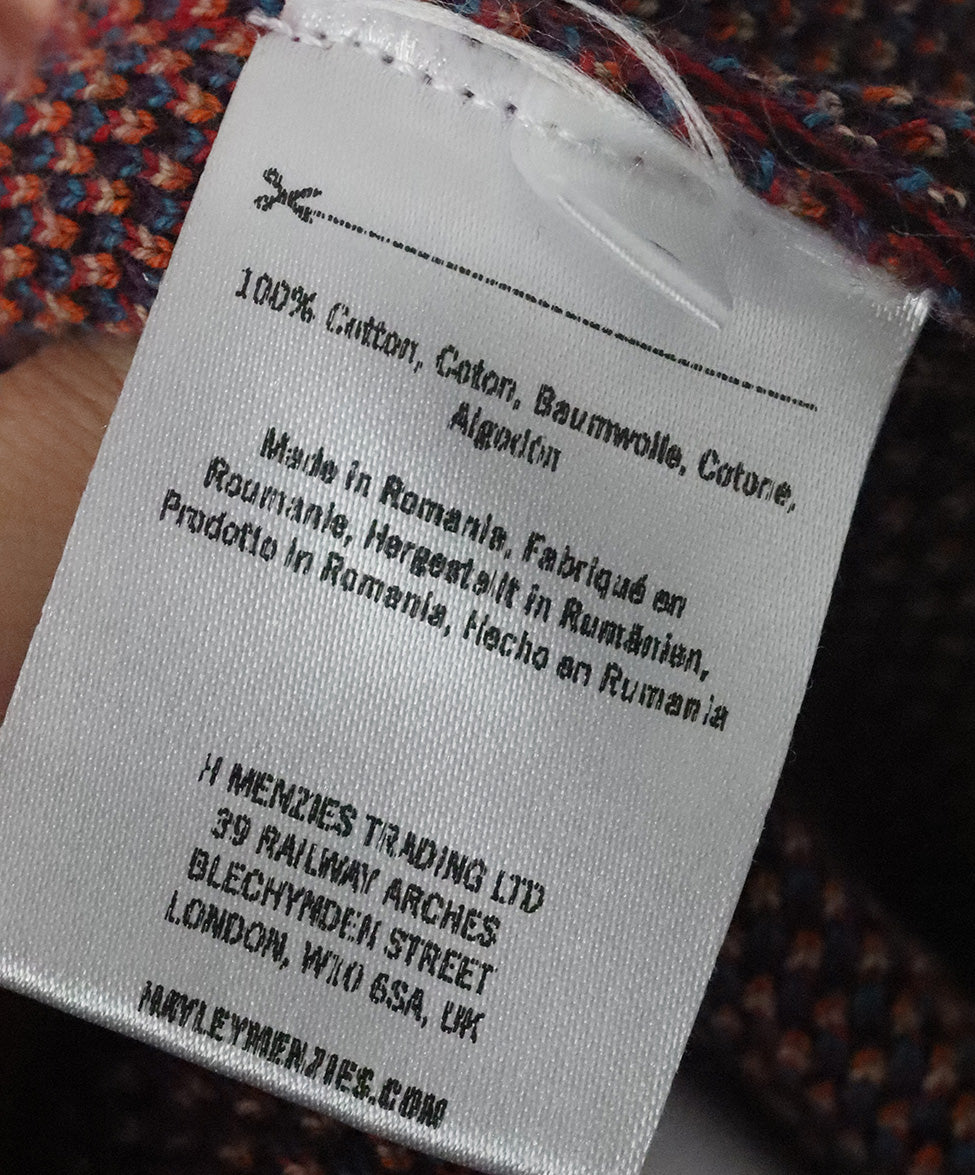 100% Cotton, Coton, Baumwolle, Cotone,
Algodón
Made in Romania, Fabriqué en
Roumanie, Hergestellt in Rumänien,
Prodotto in Romania, Hecho en Rumania
H MENZIES TRADING LTD
39 RAILWAY ARCHES
BLECHYNDEN STREET
LONDON, W10 6SA, UK
HAYLEYMENZIES.COM